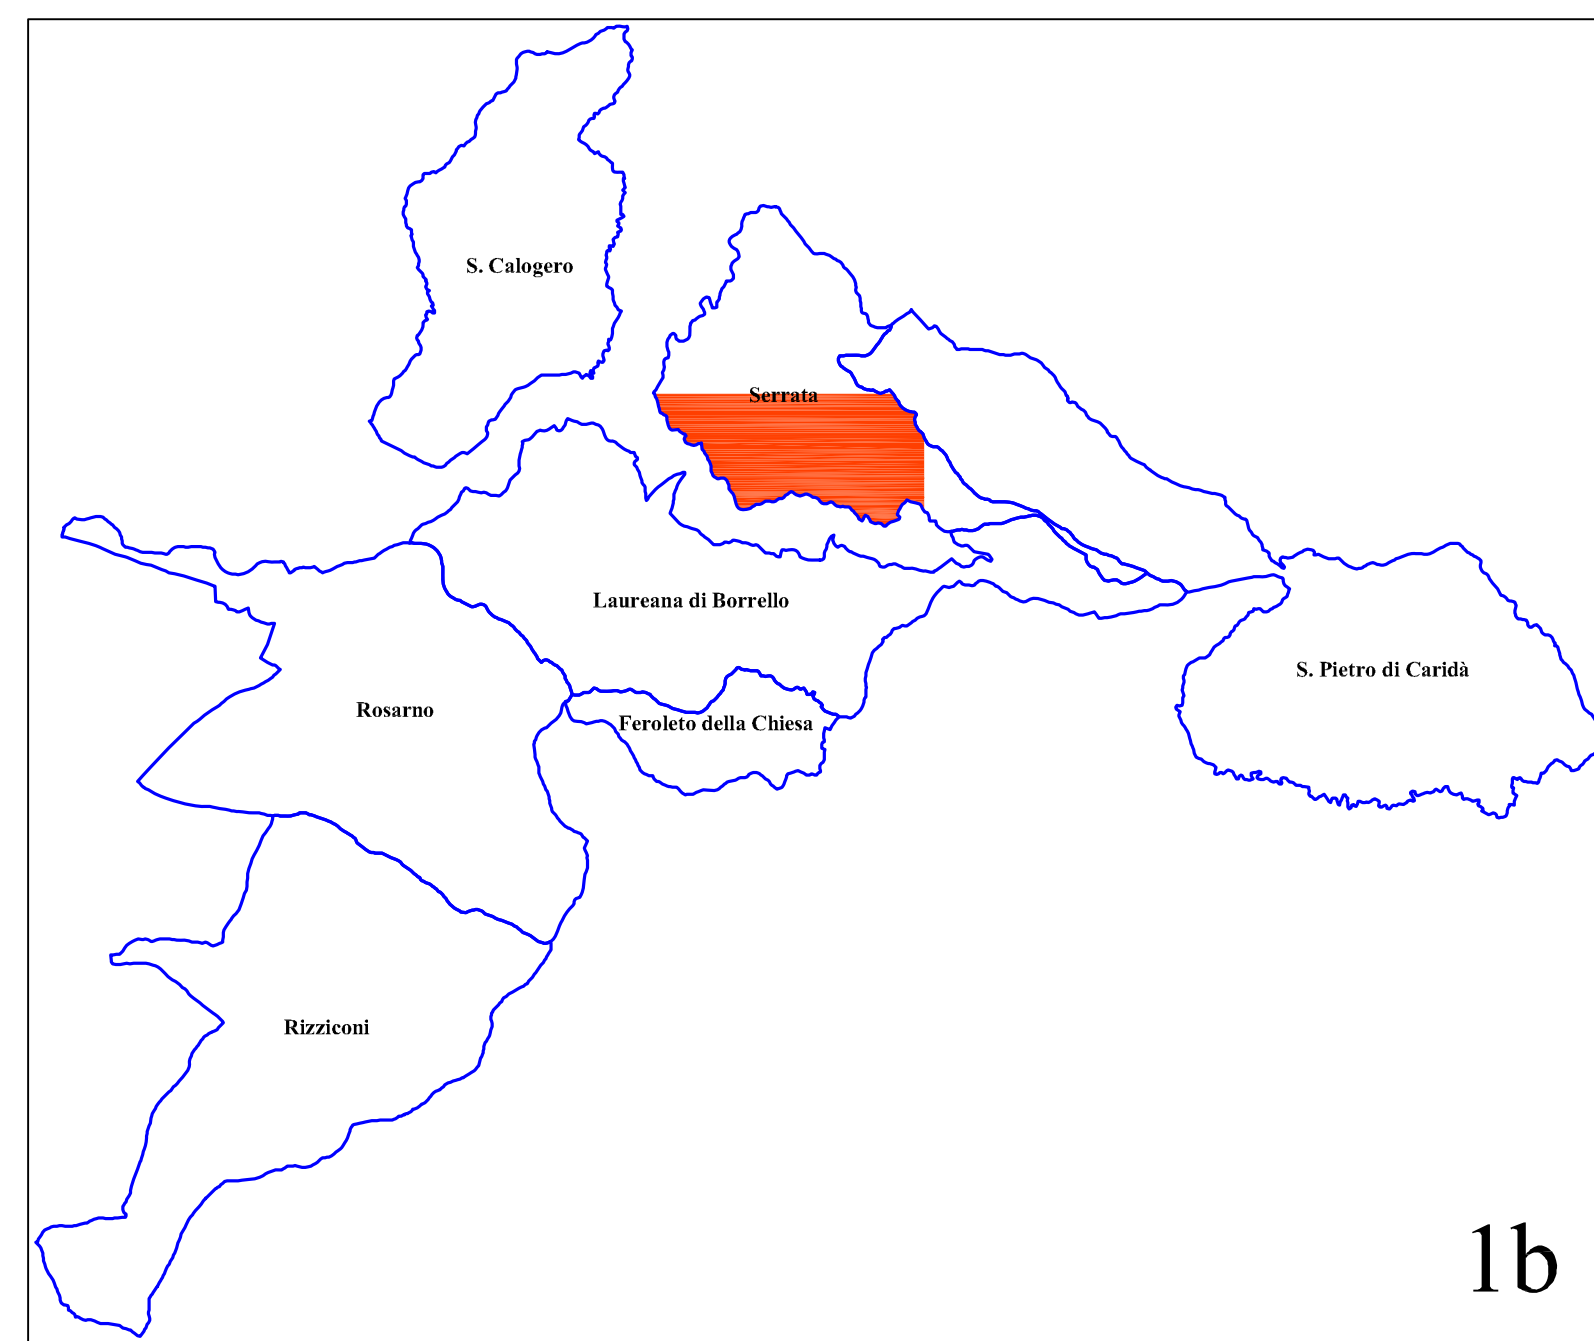 S. Calogero
Serrata
Laureana di Borrello
S. Pietro di Caridà
Rosarno
Feroleto della Chiesa
Rizziconi
1b